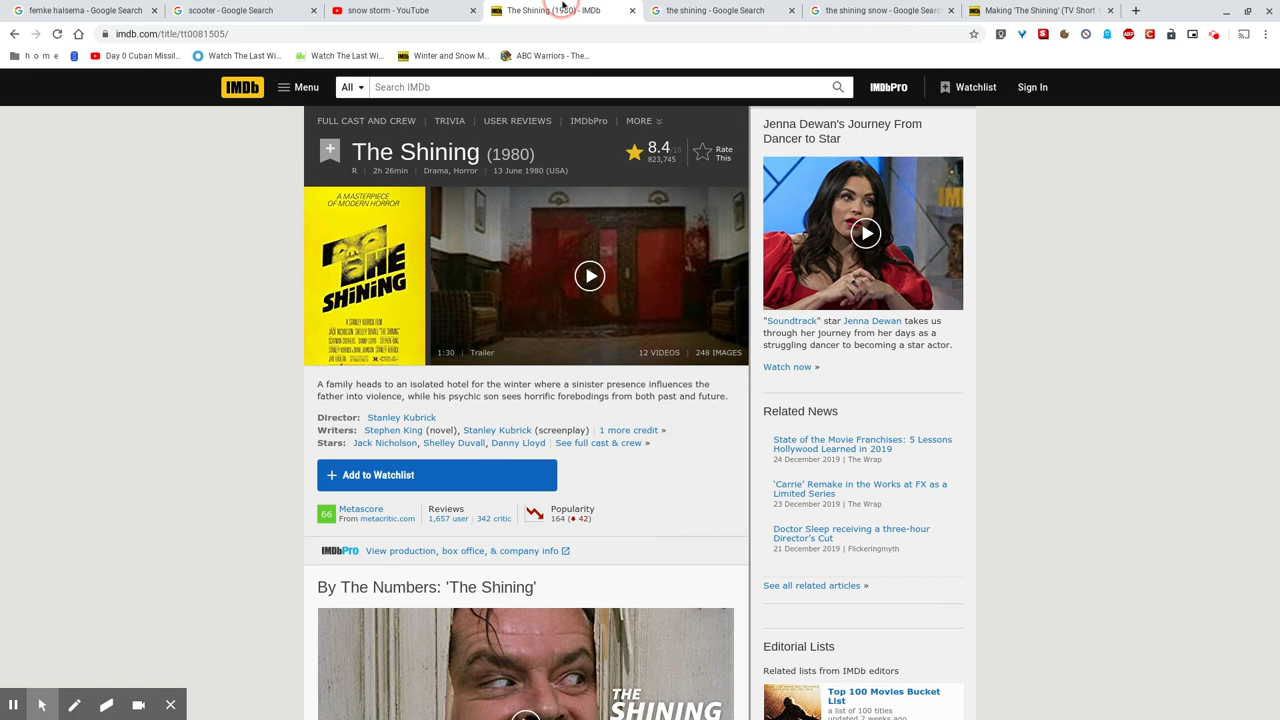 femke halsema - Google Search
scooter - Google Search
snow storm - YouTube
The Shining (1980) - IMDb
the shining - Google Search
the shining snow - Google Searc
Making 'The Shining' (TV Short 1
imdb.com/title/tt0081505/
h o m e
Day 0 Cuban Missil...
Watch The Last Wi...
Watch The Last Wi...
Winter and Snow M...
ABC Warriors - The...
IMDb
Menu
All
Search IMDb
IMDbPro
Watchlist
Sign In
FULL CAST AND CREW | TRIVIA | USER REVIEWS | IMDbPro | MORE
The Shining (1980)
8.4/10
823,745
Rate This
R | 2h 26min | Drama, Horror | 13 June 1980 (USA)
A MASTERPIECE
OF MODERN HORROR
THE
SHiNiNG
A STANLEY KUBRICK FILM
1:30 | Trailer
12 VIDEOS | 248 IMAGES
A family heads to an isolated hotel for the winter where a sinister presence influences the
father into violence, while his psychic son sees horrific forebodings from both past and future.
Director: Stanley Kubrick
Writers: Stephen King (novel), Stanley Kubrick (screenplay) | 1 more credit »
Stars: Jack Nicholson, Shelley Duvall, Danny Lloyd | See full cast & crew »
+ Add to Watchlist
66
Metascore
From metacritic.com
Reviews
1,657 user | 342 critic
Popularity
164 ( 42)
IMDbPro View production, box office, & company info
By The Numbers: 'The Shining'
THE
SHINING
Jenna Dewan's Journey From
Dancer to Star
"Soundtrack" star Jenna Dewan takes us
through her journey from her days as a
struggling dancer to becoming a star actor.
Watch now »
Related News
State of the Movie Franchises: 5 Lessons
Hollywood Learned in 2019
24 December 2019 | The Wrap
'Carrie' Remake in the Works at FX as a
Limited Series
23 December 2019 | The Wrap
Doctor Sleep receiving a three-hour
Director's Cut
21 December 2019 | Flickeringmyth
See all related articles »
Editorial Lists
Related lists from IMDb editors
Top 100 Movies Bucket
List
a list of 100 titles
updated 2 weeks ago